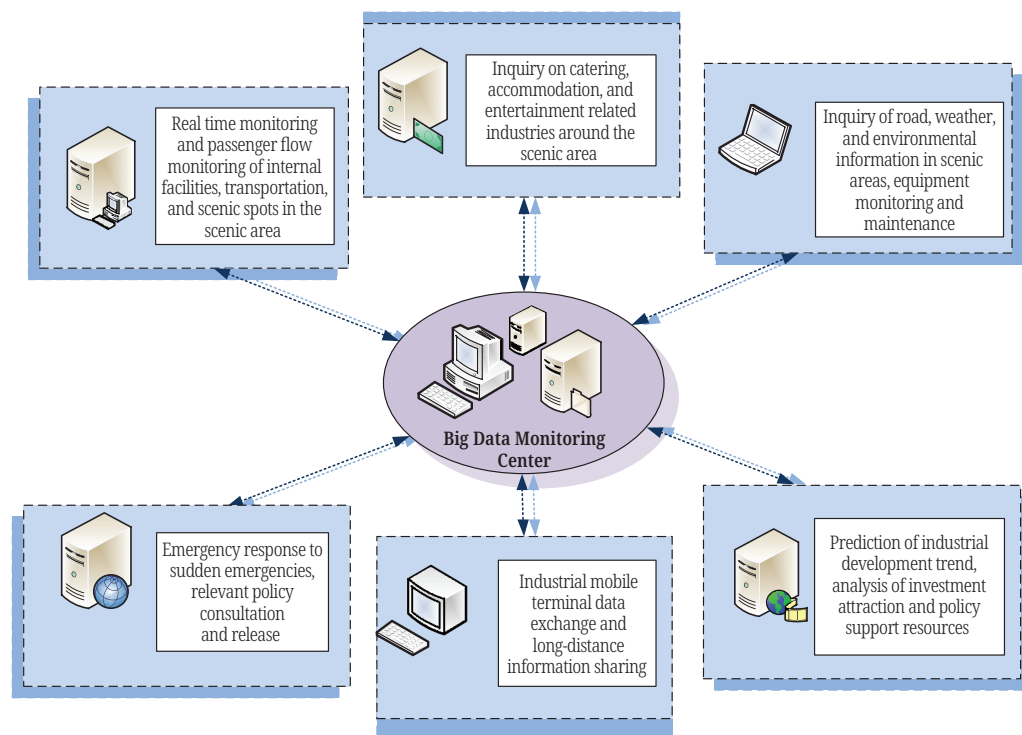 Real time monitoring
and passenger flow
monitoring of internal
facilities, transportation,
and scenic spots in the
scenic area
Inquiry on catering,
accommodation, and
entertainment related
industries around the
scenic area
Inquiry of road, weather,
and environmental
information in scenic
areas, equipment
monitoring and
maintenance
Big Data Monitoring
Center
Emergency response to
sudden emergencies,
relevant policy
consultation
and release
Industrial mobile
terminal data
exchange and
long-distance
information sharing
Prediction of industrial
development trend,
analysis of investment
attraction and policy
support resources